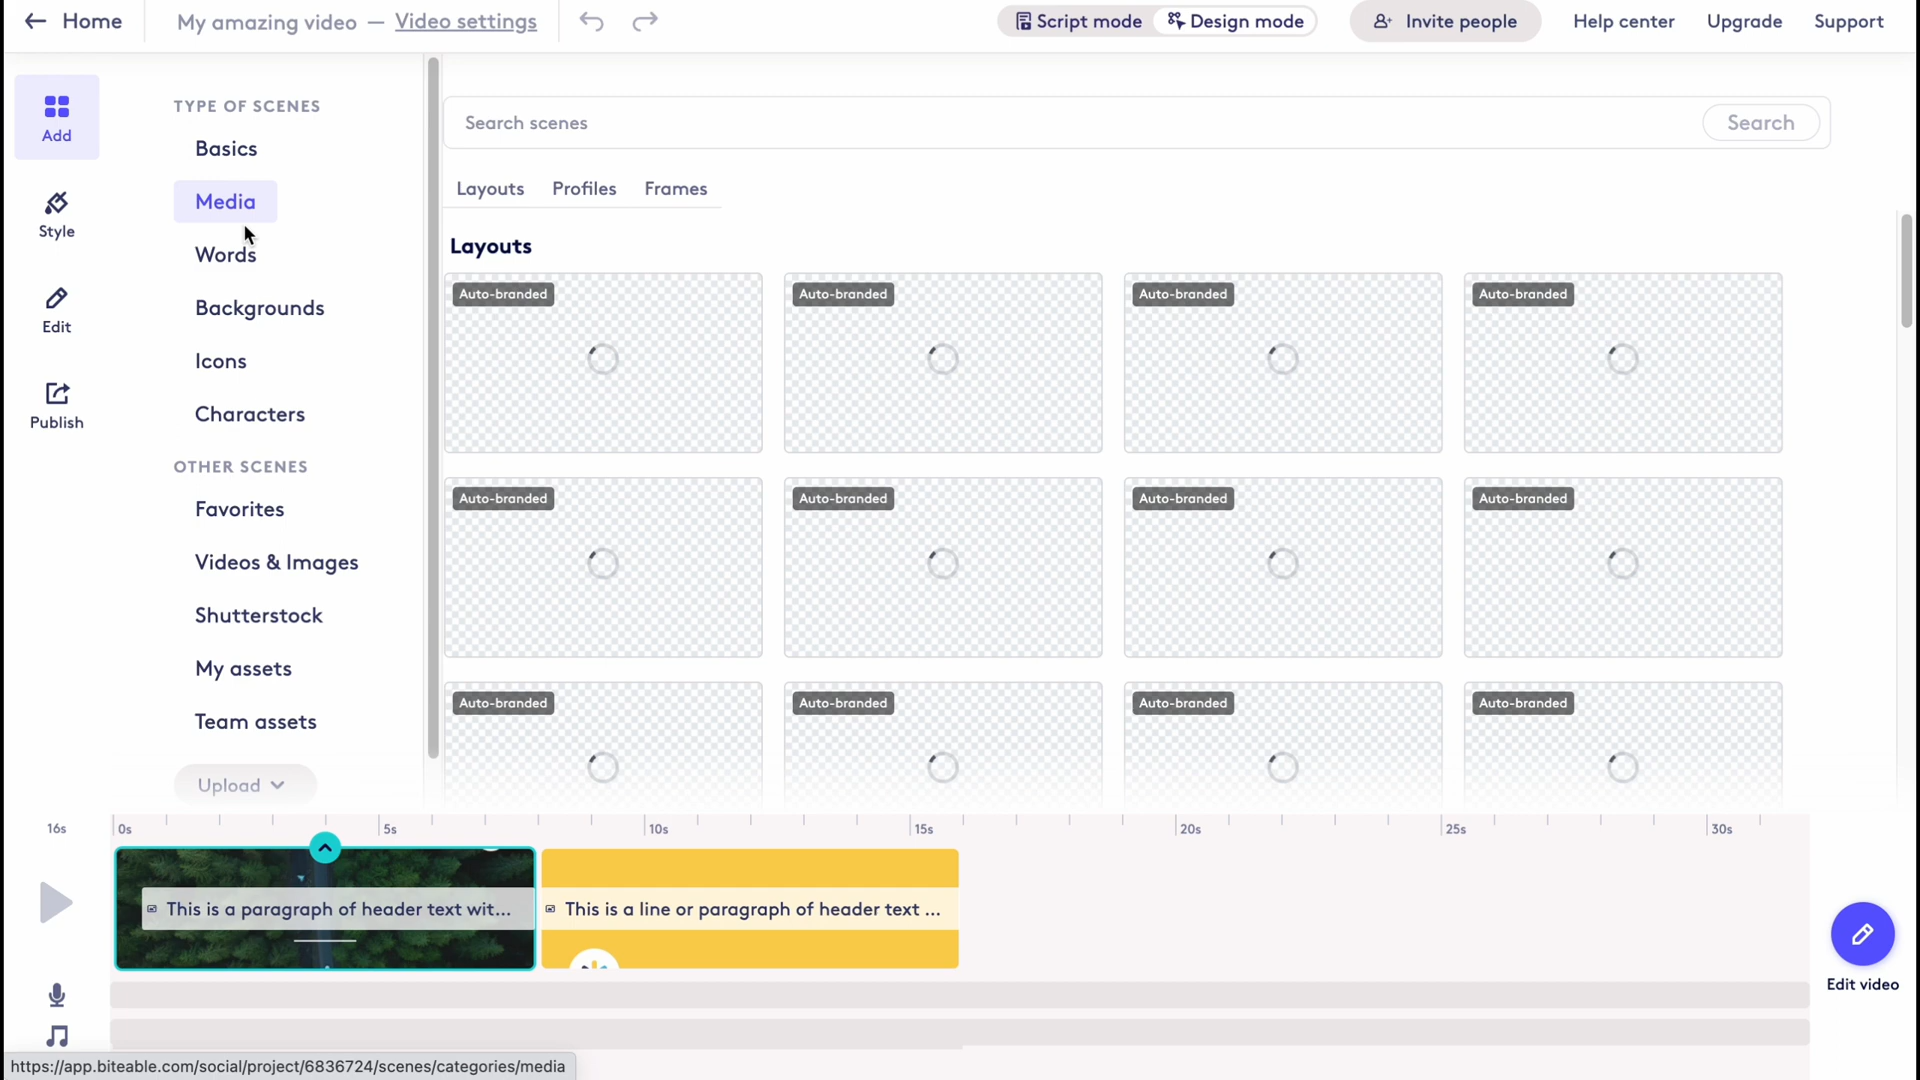 Home
My amazing video — Video settings
Script mode
Design mode
Invite people
Help center
Upgrade
Support
Add
Style
Edit
Publish
TYPE OF SCENES
Basics
Media
Words
Backgrounds
Icons
Characters
OTHER SCENES
Favorites
Videos & Images
Shutterstock
My assets
Team assets
Upload
Search scenes
Search
Layouts Profiles Frames
Layouts
Auto-branded Auto-branded Auto-branded Auto-branded
Auto-branded Auto-branded Auto-branded Auto-branded
Auto-branded Auto-branded Auto-branded Auto-branded
16s
0s 5s 10s 15s 20s 25s 30s
This is a paragraph of header text wit...
This is a line or paragraph of header text ...
Edit video
https://app.biteable.com/social/project/6836724/scenes/categories/media